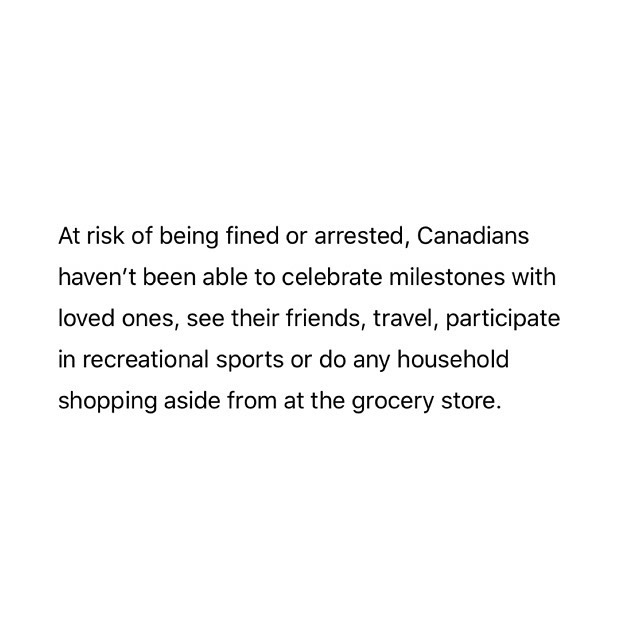 At risk of being fined or arrested, Canadians
haven’t been able to celebrate milestones with
loved ones, see their friends, travel, participate
in recreational sports or do any household
shopping aside from at the grocery store.